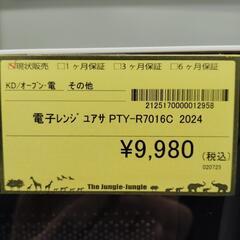 ☑現状販売 □1ヶ月保証 □3ヶ月保証 □6ヶ月保証
KD/オーブン・電 その他
2125170000012958
電子レンジ ユアサ PTY-R7016C 2024
¥9,980 (税込)
020725
The Jungle-Jungle